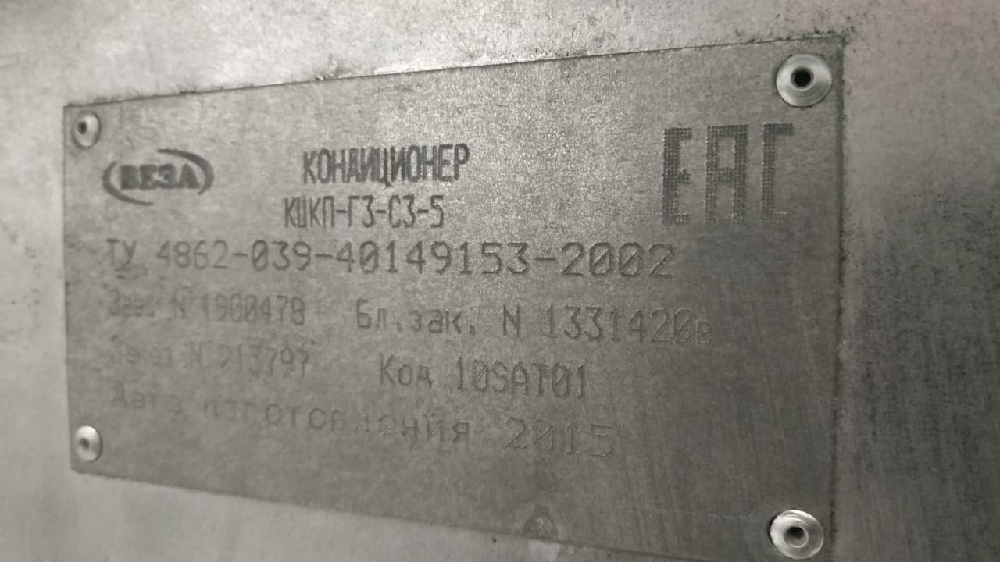 ВЕЗА
КОНДИЦИОНЕР
ЕАС
КЦКП-Г3-С3-5
ТУ 4862-039-40149153-2002
Зав. N 1900478 Бл.зак. N 1331420в
Заказ N 213797 Код 10SAT01
Дата изготовления 2015